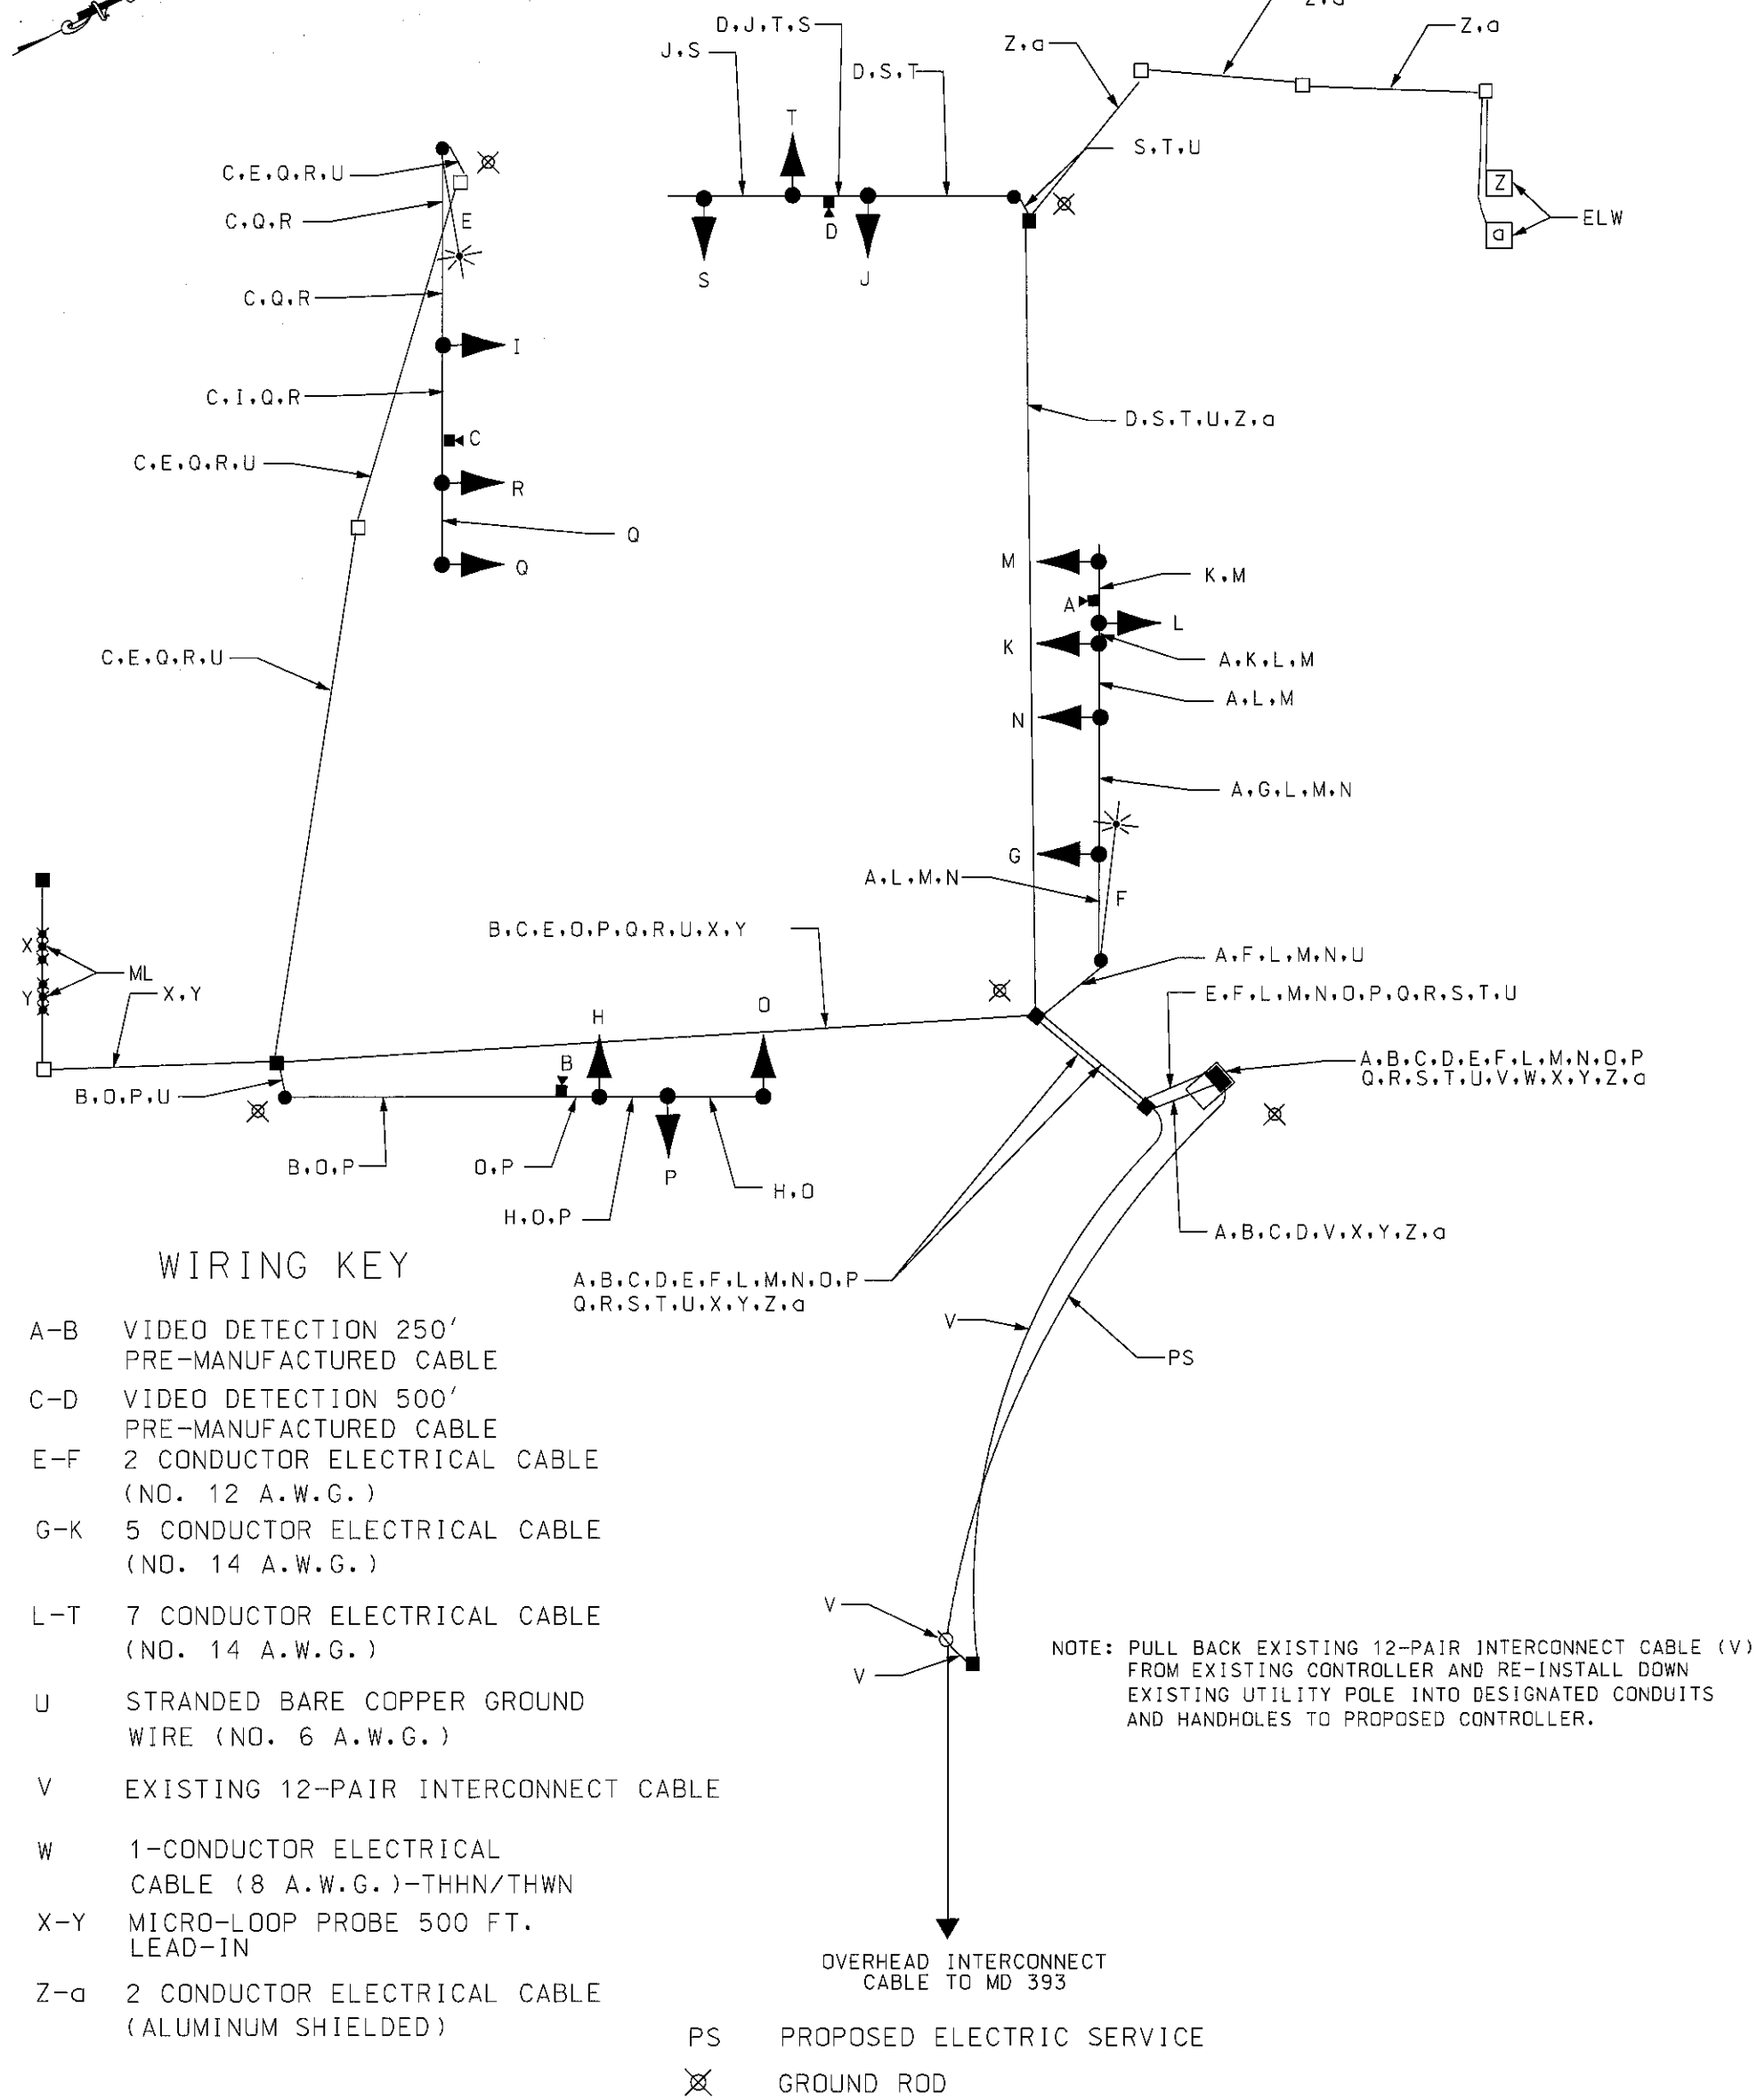 Z,a
D,J,T,S
J,S
Z,a
Z,a
D,S,T
T
S,T,U
C,E,Q,R,U
Z
C,Q,R
E
D
ELW
a
S
J
C,Q,R
I
C,I,Q,R
D,S,T,U,Z,a
C
C,E,Q,R,U
R
Q
Q
M
K,M
A
L
K
A,K,L,M
C,E,Q,R,U
A,L,M
N
A,G,L,M,N
G
A,L,M,N
F
B,C,E,O,P,Q,R,U,X,Y
X
A,F,L,M,N,U
ML
Y
X,Y
E,F,L,M,N,O,P,Q,R,S,T,U
H
O
B
A,B,C,D,E,F,L,M,N,O,P
Q,R,S,T,U,V,W,X,Y,Z,a
B,O,P,U
B,O,P
O,P
P
H,O
H,O,P
A,B,C,D,V,X,Y,Z,a
WIRING KEY
A,B,C,D,E,F,L,M,N,O,P
Q,R,S,T,U,X,Y,Z,a
V
PS
A-B VIDEO DETECTION 250'
PRE-MANUFACTURED CABLE
C-D VIDEO DETECTION 500'
PRE-MANUFACTURED CABLE
E-F 2 CONDUCTOR ELECTRICAL CABLE
(NO. 12 A.W.G.)
G-K 5 CONDUCTOR ELECTRICAL CABLE
(NO. 14 A.W.G.)
L-T 7 CONDUCTOR ELECTRICAL CABLE
(NO. 14 A.W.G.)
U STRANDED BARE COPPER GROUND
WIRE (NO. 6 A.W.G.)
V EXISTING 12-PAIR INTERCONNECT CABLE
W 1-CONDUCTOR ELECTRICAL
CABLE (8 A.W.G.)-THHN/THWN
X-Y MICRO-LOOP PROBE 500 FT.
LEAD-IN
Z-a 2 CONDUCTOR ELECTRICAL CABLE
(ALUMINUM SHIELDED)
V
V
NOTE: PULL BACK EXISTING 12-PAIR INTERCONNECT CABLE (V)
FROM EXISTING CONTROLLER AND RE-INSTALL DOWN
EXISTING UTILITY POLE INTO DESIGNATED CONDUITS
AND HANDHOLES TO PROPOSED CONTROLLER.
OVERHEAD INTERCONNECT
CABLE TO MD 393
PS PROPOSED ELECTRIC SERVICE
GROUND ROD